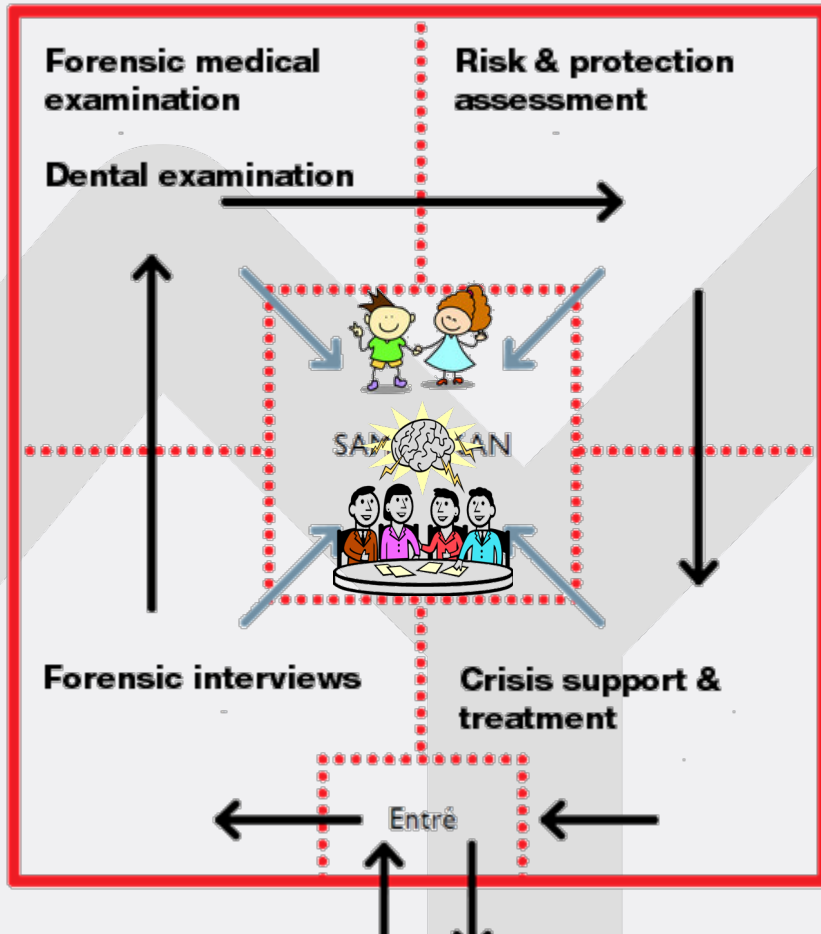 Forensic medical
examination
Dental examination
Risk & protection
assessment
Forensic interviews
Crisis support &
treatment
Entré